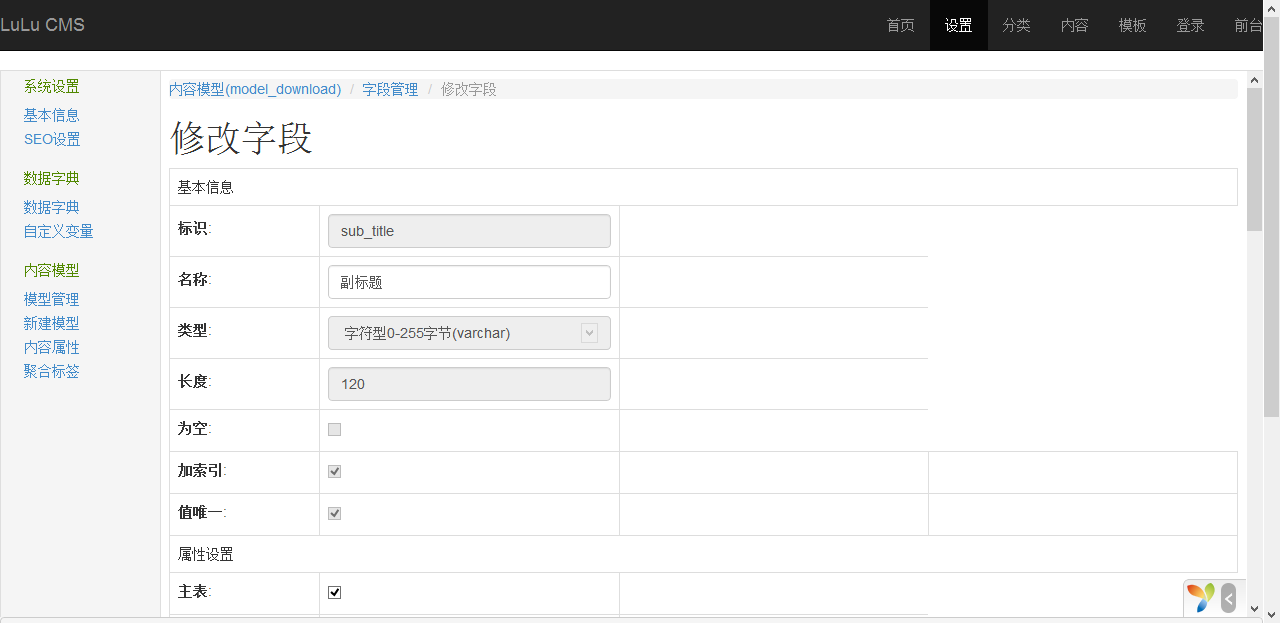 LuLu CMS 首页 设置 分类 内容 模板 登录 前台
系统设置
基本信息
SEO设置
数据字典
数据字典
自定义变量
内容模型
模型管理
新建模型
内容属性
聚合标签
内容模型(model_download) / 字段管理 / 修改字段
修改字段
基本信息
标识: sub_title
名称: 副标题
类型: 字符型0-255字节(varchar)
长度: 120
为空:
加索引:
值唯一:
属性设置
主表: